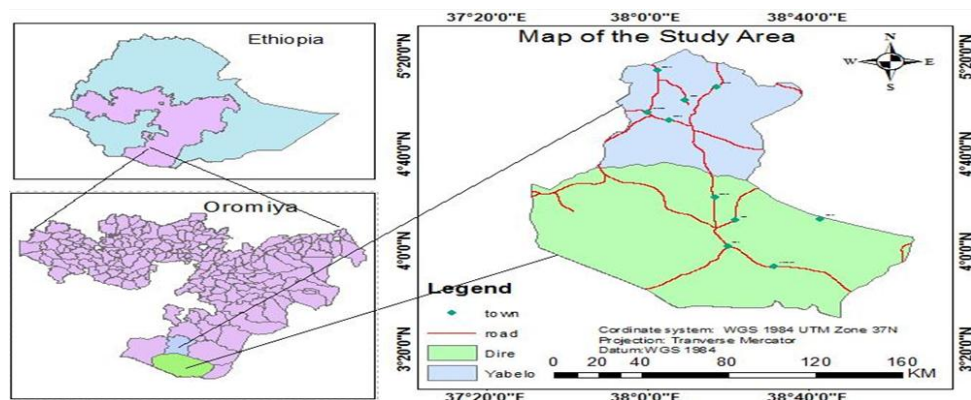 Ethiopia
Oromiya
37°20'0"E
38°0'0"E
38°40'0"E
Map of the Study Area
N
W
E
S
5°20'0"N
4°40'0"N
4°0'0"N
3°20'0"N
5°20'0"N
4°40'0"N
4°0'0"N
3°20'0"N
Legend
town
road
Dire
Yabelo
Cordinate system: WGS 1984 UTM Zone 37N
Projection: Tranverse Mercator
Datum:WGS 1984
0 20 40 80 120 160
KM
37°20'0"E
38°0'0"E
38°40'0"E